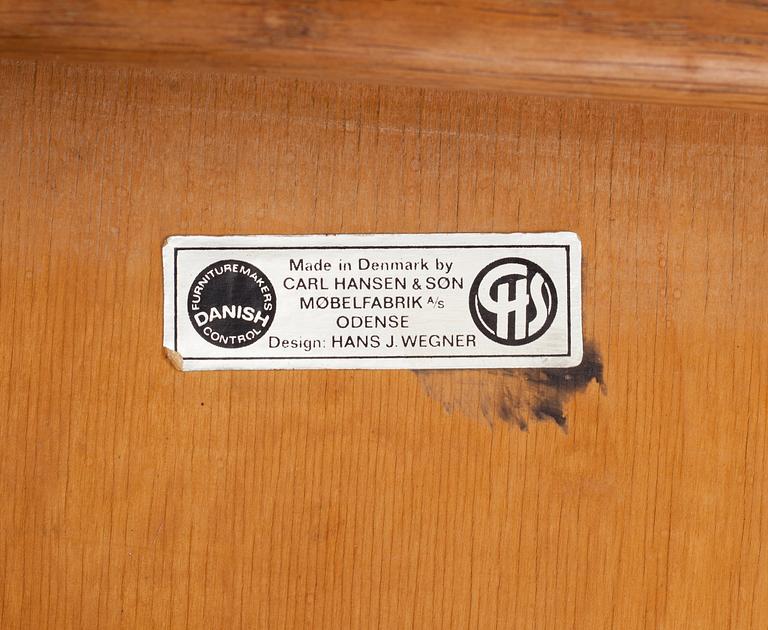 FURNITUREMAKERS
DANISH
CONTROL
Made in Denmark by
CARL HANSEN & SØN
MØBELFABRIK A/s
ODENSE
Design: HANS J. WEGNER
CHS